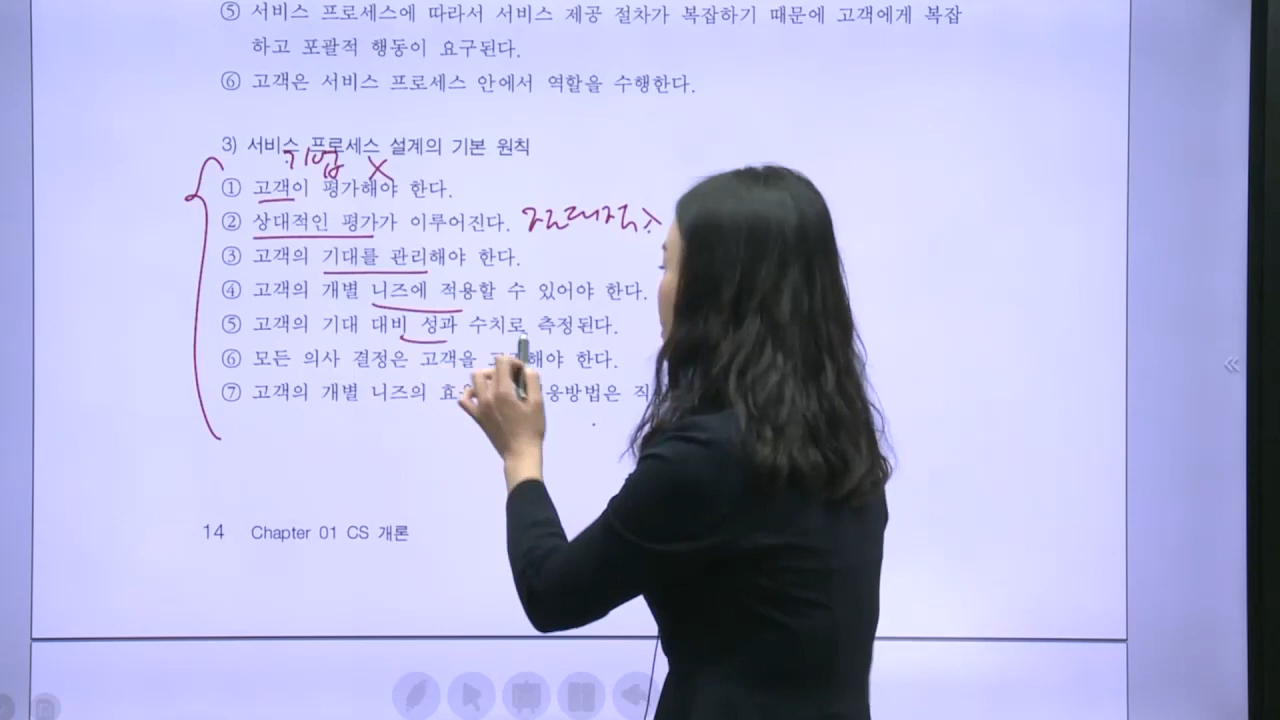 ⑤ 서비스 프로세스에 따라서 서비스 제공 절차가 복잡하기 때문에 고객에게 복잡
하고 포괄적 행동이 요구된다.
⑥ 고객은 서비스 프로세스 안에서 역할을 수행한다.
3) 서비스 프로세스 설계의 기본 원칙
기업 X
① 고객이 평가해야 한다.
② 상대적인 평가가 이루어진다.
③ 고객의 기대를 관리해야 한다.
④ 고객의 개별 니즈에 적용할 수 있어야 한다.
⑤ 고객의 기대 대비 성과 수치로 측정된다.
⑥ 모든 의사 결정은 고객을 해야 한다.
⑦ 고객의 개별 니즈의 방법은
14 Chapter 01 CS 개론